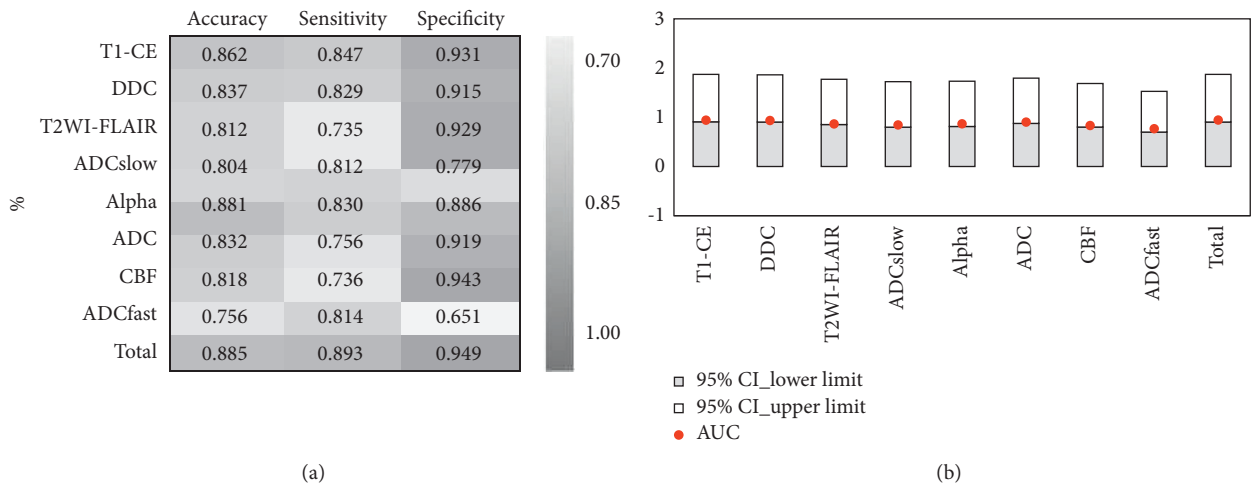 Accuracy Sensitivity Specificity
T1-CE 0.862 0.847 0.931
DDC 0.837 0.829 0.915
T2WI-FLAIR 0.812 0.735 0.929
ADCslow 0.804 0.812 0.779
Alpha 0.881 0.830 0.886
ADC 0.832 0.756 0.919
CBF 0.818 0.736 0.943
ADCfast 0.756 0.814 0.651
Total 0.885 0.893 0.949
%
0.70
0.85
1.00
(a)
3
2
1
0
-1
T1-CE
DDC
T2WI-FLAIR
ADCslow
Alpha
ADC
CBF
ADCfast
Total
95% CI_lower limit
95% CI_upper limit
AUC
(b)